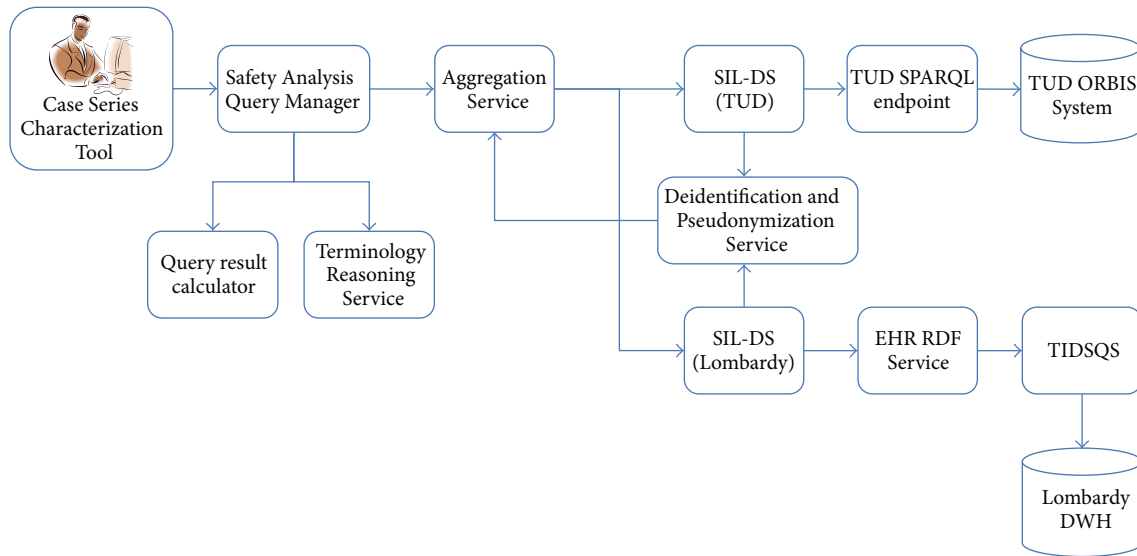 Case Series
Characterization
Tool
Safety Analysis
Query Manager
Aggregation
Service
SIL-DS
(TUD)
TUD SPARQL
endpoint
TUD ORBIS
System
Deidentification and
Pseudonymization
Service
Query result
calculator
Terminology
Reasoning
Service
SIL-DS
(Lombardy)
EHR RDF
Service
TIDSQS
Lombardy
DWH